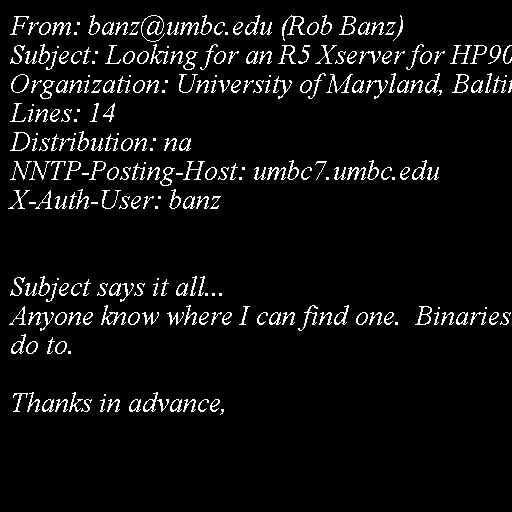 From: banz@umbc.edu (Rob Banz)
Subject: Looking for an R5 Xserver for HP90
Organization: University of Maryland, Balti
Lines: 14
Distribution: na
NNTP-Posting-Host: umbc7.umbc.edu
X-Auth-User: banz
Subject says it all...
Anyone know where I can find one.  Binaries
do to.
Thanks in advance,